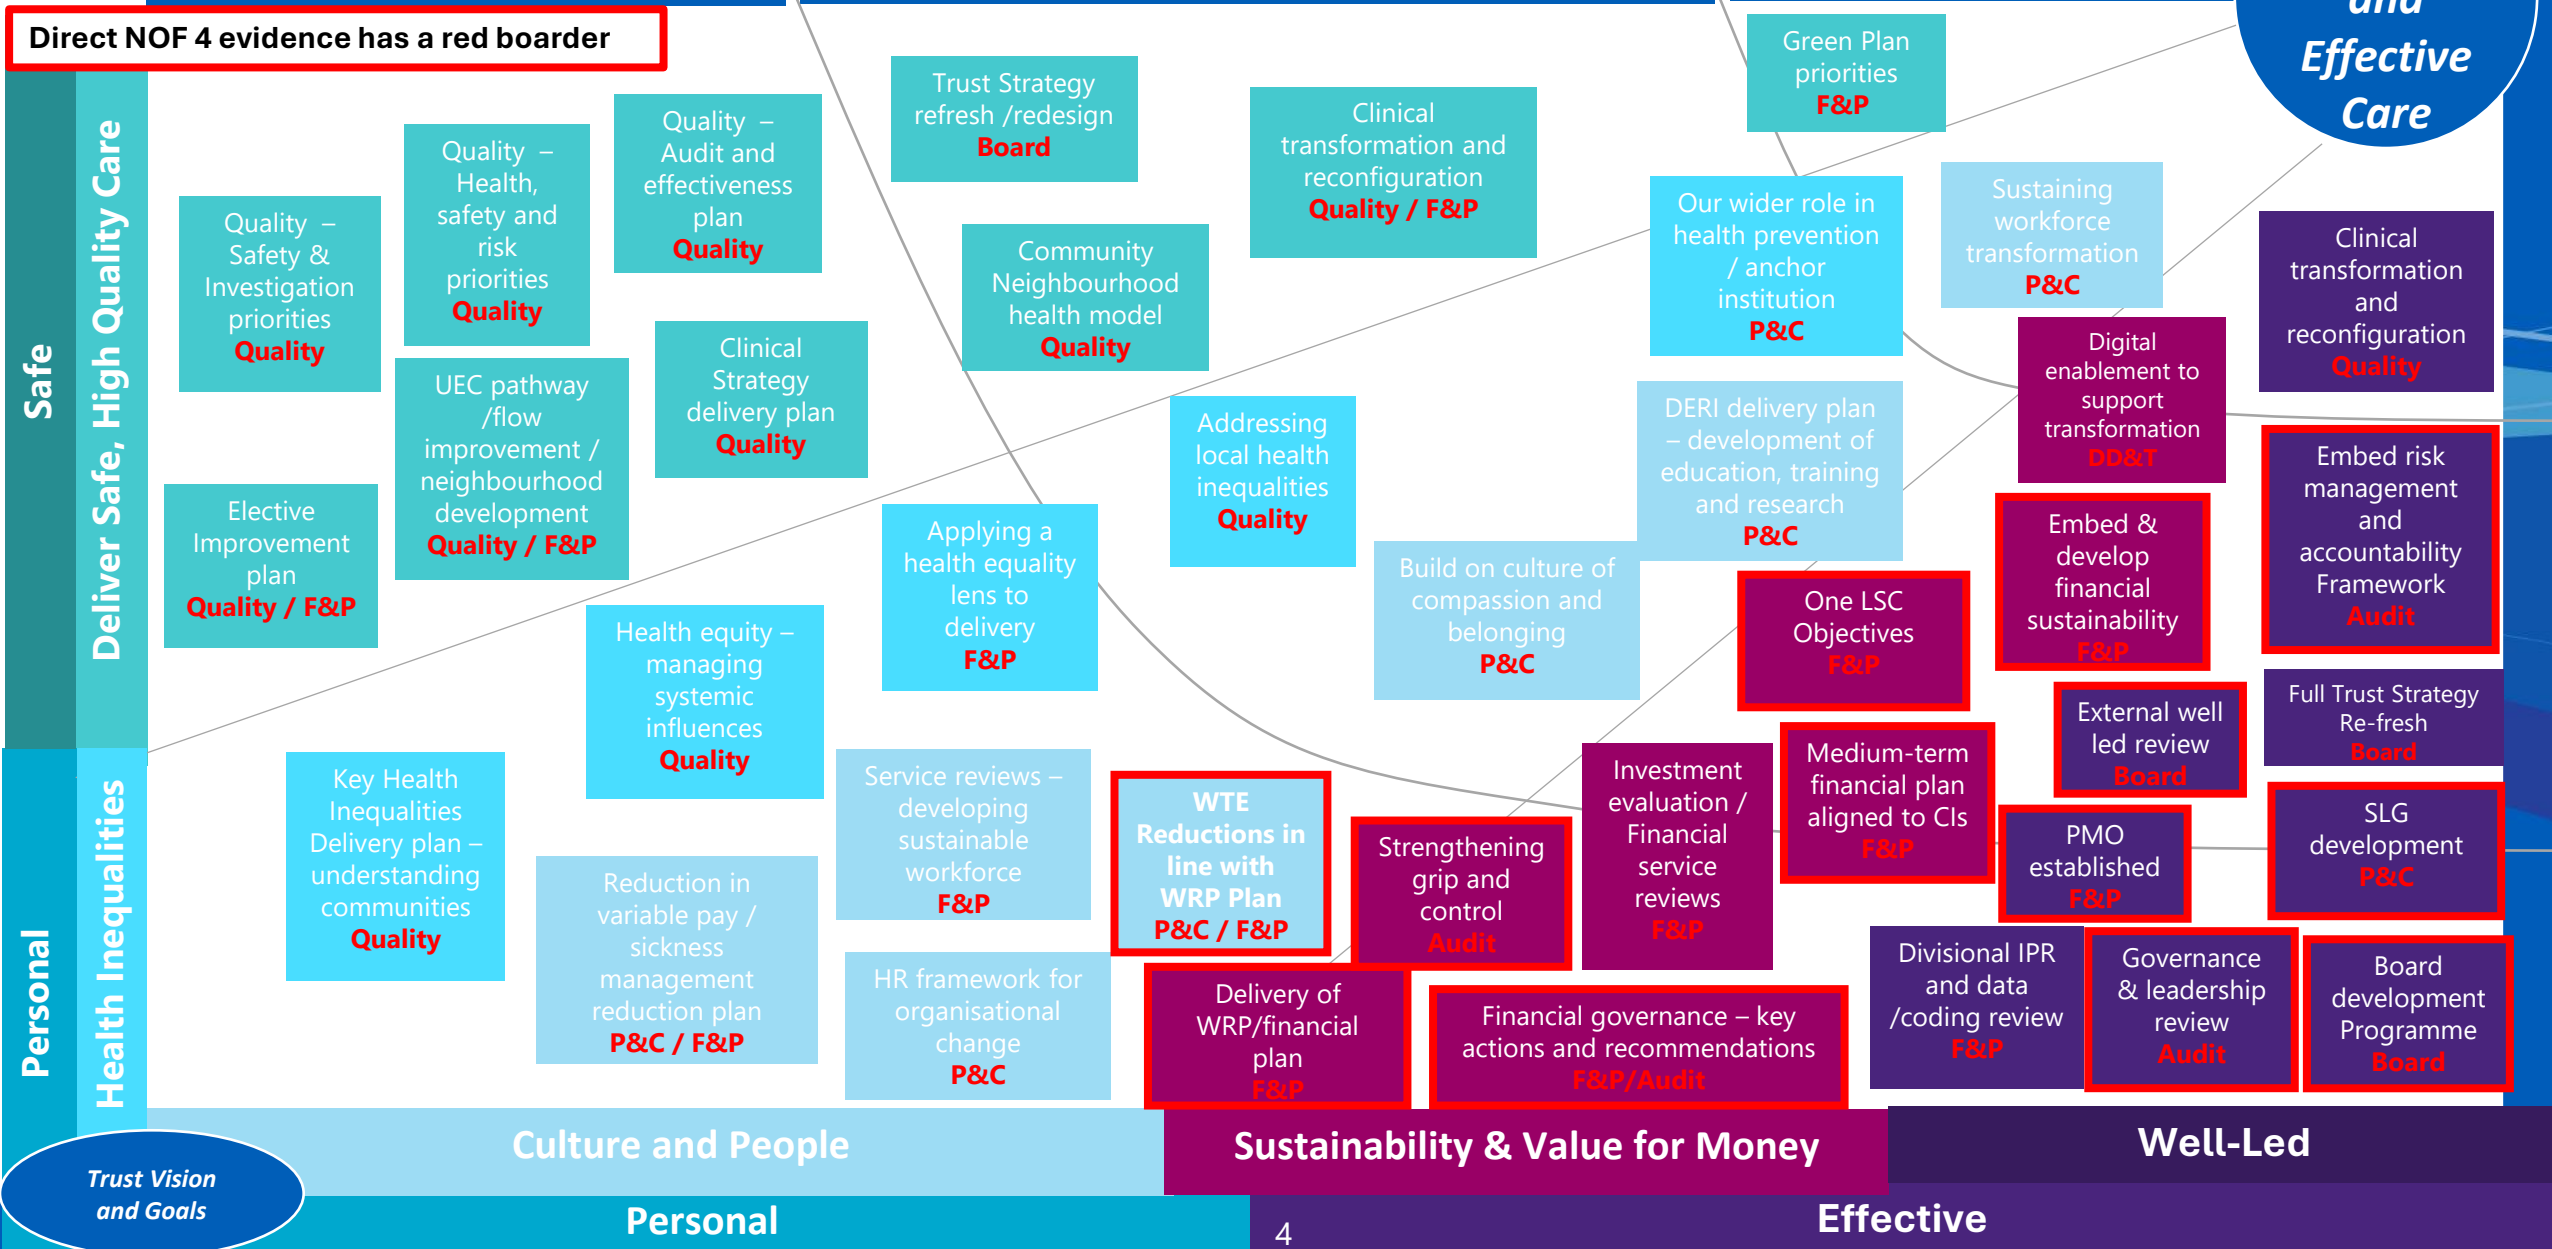 Direct NOF 4 evidence has a red boarder
and
Effective
Care
Safe
Deliver Safe, High Quality Care
Quality –
Safety &
Investigation
priorities
Quality
Quality –
Health,
safety and
risk
priorities
Quality
Quality –
Audit and
effectiveness
plan
Quality
Trust Strategy
refresh /redesign
Board
Clinical
transformation and
reconfiguration
Quality / F&P
Green Plan
priorities
F&P
Community
Neighbourhood
health model
Quality
Our wider role in
health prevention
/ anchor
institution
P&C
Sustaining
workforce
transformation
P&C
Clinical
transformation
and
reconfiguration
Quality
UEC pathway
/flow
improvement /
neighbourhood
development
Quality / F&P
Clinical
Strategy
delivery plan
Quality
Elective
Improvement
plan
Quality / F&P
Addressing
local health
inequalities
Quality
DERI delivery plan
– development of
education, training
and research
P&C
Digital
enablement to
support
transformation
DD&T
Embed risk
management
and
accountability
Framework
Audit
Applying a
health equality
lens to
delivery
F&P
Build on culture of
compassion and
belonging
P&C
One LSC
Objectives
F&P
Embed &
develop
financial
sustainability
F&P
Health equity –
managing
systemic
influences
Quality
External well
led review
Board
Full Trust Strategy
Re-fresh
Board
Personal
Health Inequalities
Key Health
Inequalities
Delivery plan –
understanding
communities
Quality
Service reviews –
developing
sustainable
workforce
F&P
WTE
Reductions in
line with
WRP Plan
P&C / F&P
Strengthening
grip and
control
Audit
Investment
evaluation /
Financial
service
reviews
F&P
Medium-term
financial plan
aligned to CIs
F&P
PMO
established
F&P
SLG
development
P&C
Reduction in
variable pay /
sickness
management
reduction plan
P&C / F&P
HR framework for
organisational
change
P&C
Delivery of
WRP/financial
plan
F&P
Financial governance – key
actions and recommendations
F&P/Audit
Divisional IPR
and data
/coding review
F&P
Governance
& leadership
review
Audit
Board
development
Programme
Board
Culture and People
Sustainability & Value for Money
Well-Led
Trust Vision
and Goals
Personal
4
Effective